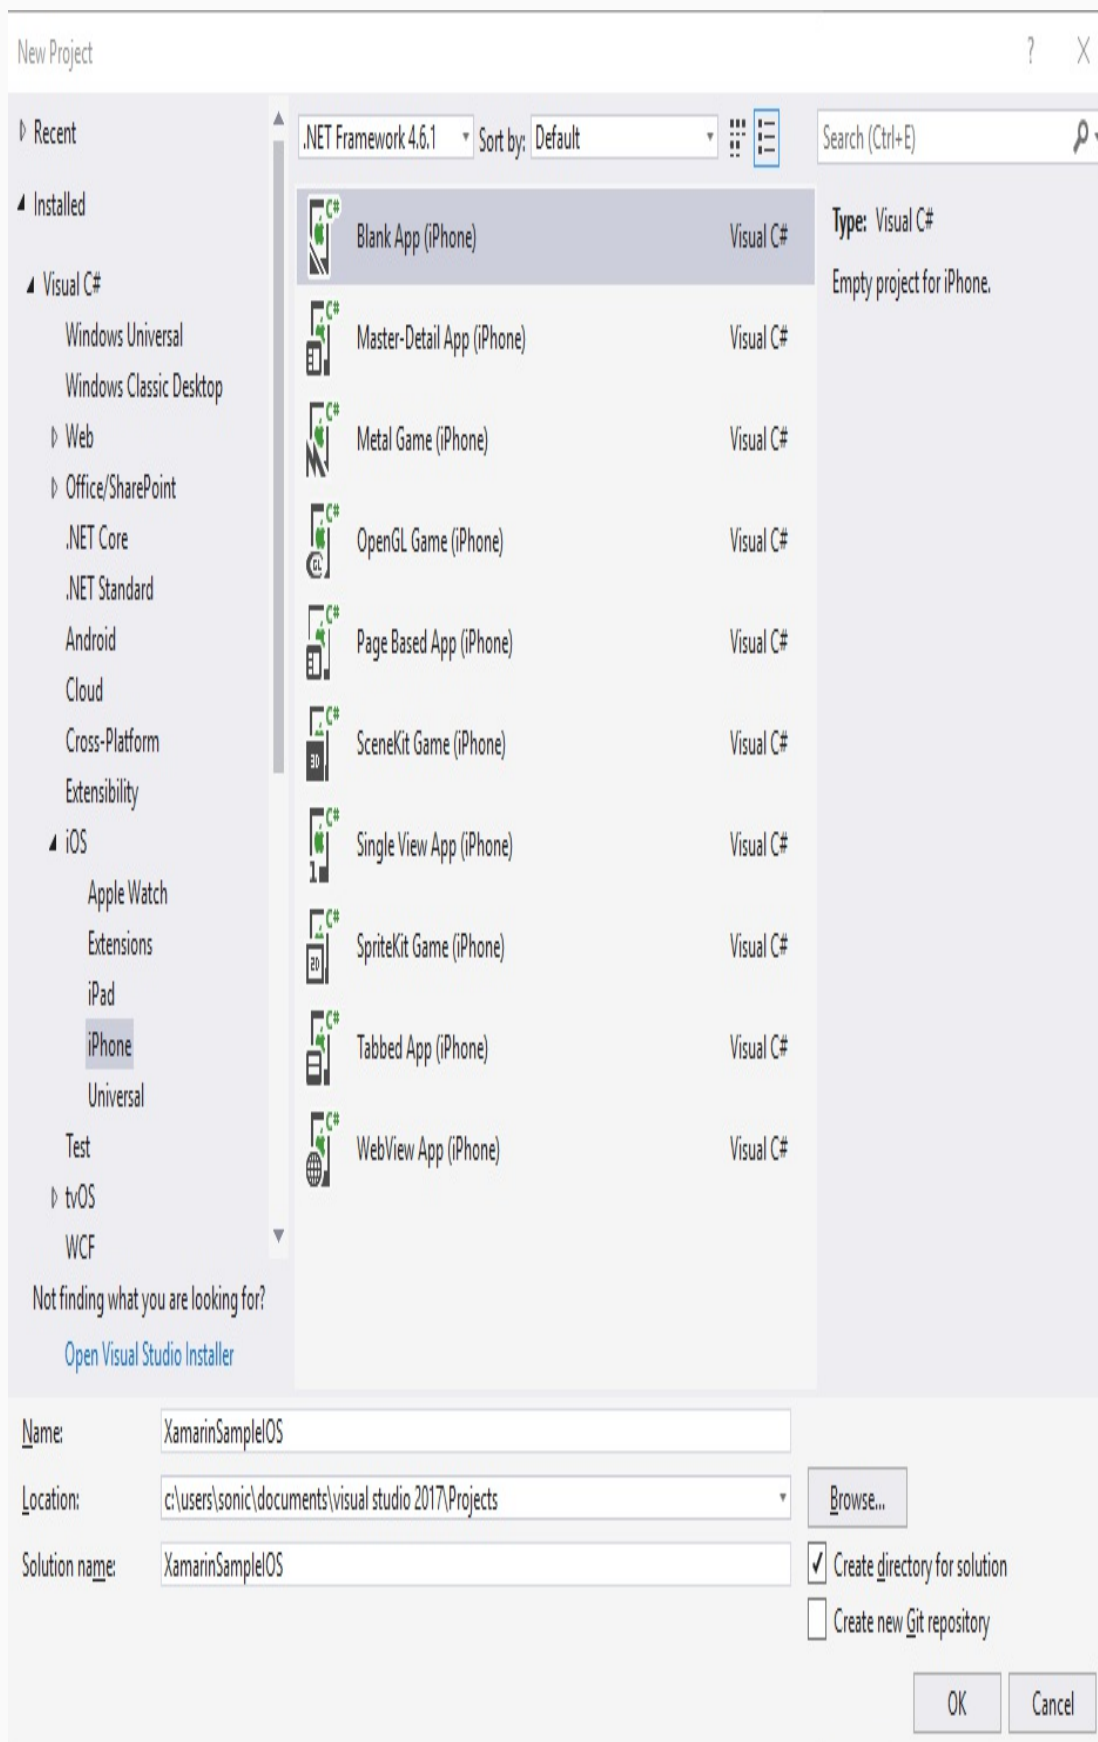 New Project ?
Recent
Installed
Visual C#
Windows Universal
Windows Classic Desktop
Web
Office/SharePoint
.NET Core
.NET Standard
Android
Cloud
Cross-Platform
Extensibility
iOS
Apple Watch
Extensions
iPad
iPhone
Universal
Test
tvOS
WCF
Not finding what you are looking for?
Open Visual Studio Installer
.NET Framework 4.6.1 Sort by: Default
Blank App (iPhone) Visual C#
Master-Detail App (iPhone) Visual C#
Metal Game (iPhone) Visual C#
OpenGL Game (iPhone) Visual C#
Page Based App (iPhone) Visual C#
SceneKit Game (iPhone) Visual C#
Single View App (iPhone) Visual C#
SpriteKit Game (iPhone) Visual C#
Tabbed App (iPhone) Visual C#
WebView App (iPhone) Visual C#
Search (Ctrl+E)
Type: Visual C#
Empty project for iPhone.
Name: XamarinSampleIOS
Location: c:\users\sonic\documents\visual studio 2017\Projects Browse...
Solution name: XamarinSampleIOS
Create directory for solution
Create new Git repository
OK Cancel